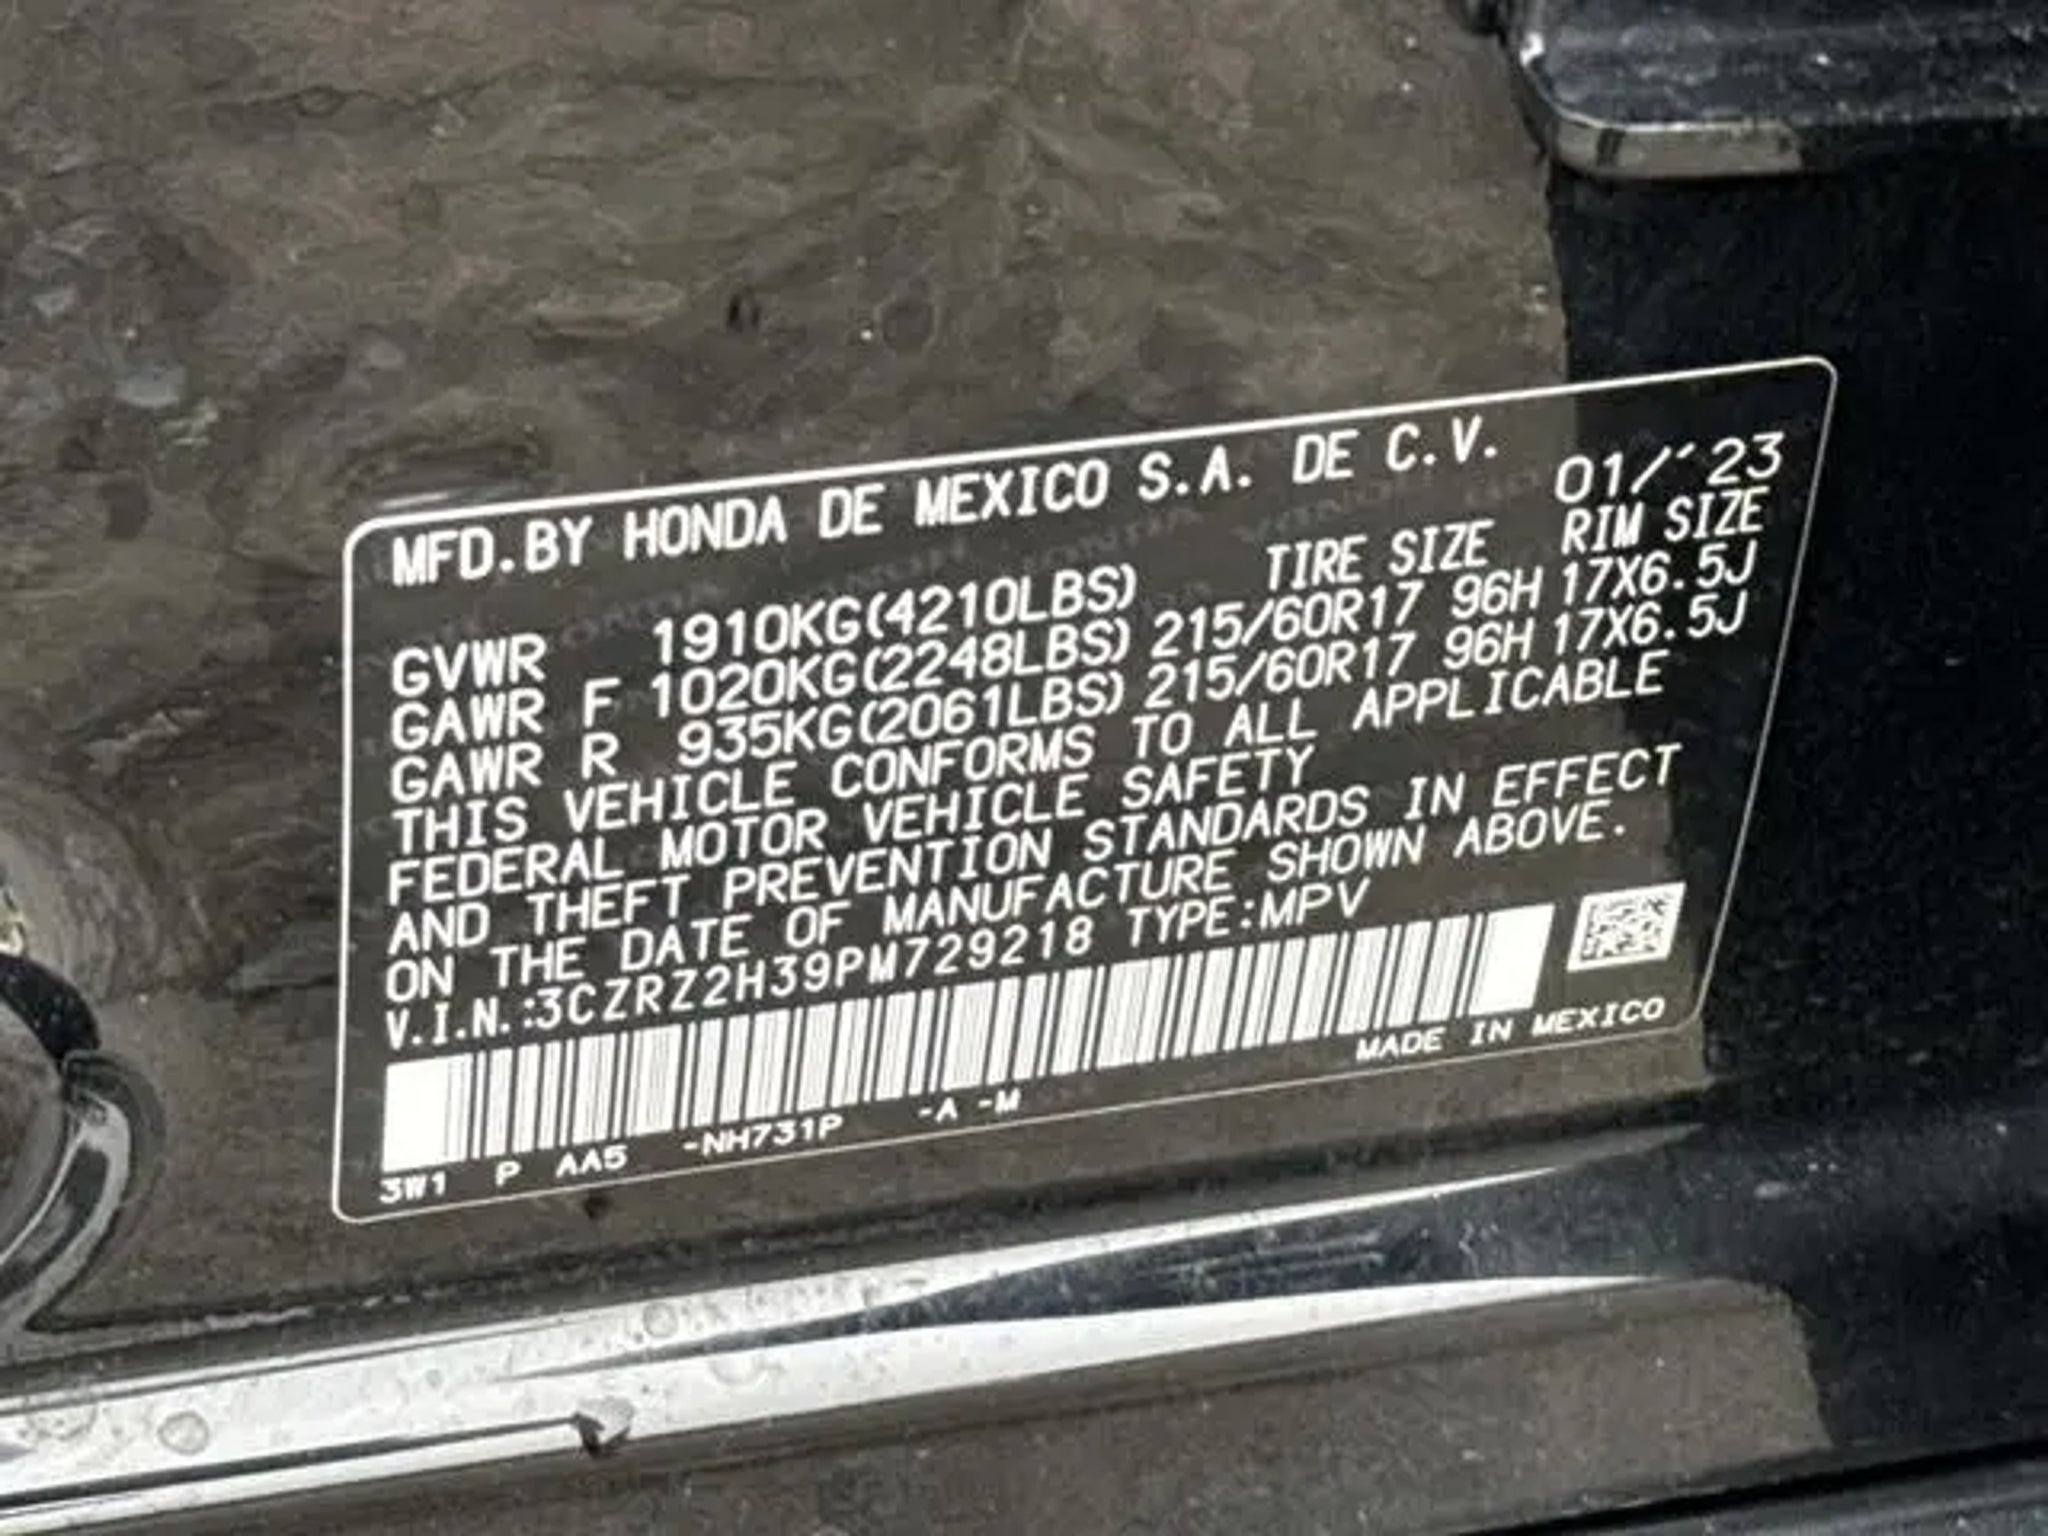 MFD.BY HONDA DE MEXICO S.A. DE C.V.
01/´23
TIRE SIZE RIM SIZE
GVWR 1910KG(4210LBS)
GAWR F 1020KG(2248LBS) 215/60R17 96H 17X6.5J
GAWR R 935KG(2061LBS) 215/60R17 96H 17X6.5J
THIS VEHICLE CONFORMS TO ALL APPLICABLE
FEDERAL MOTOR VEHICLE SAFETY
AND THEFT PREVENTION STANDARDS IN EFFECT
ON THE DATE OF MANUFACTURE SHOWN ABOVE.
V.I.N.:3CZRZ2H39PM729218 TYPE:MPV
MADE IN MEXICO
3W1 P AA5 -NH731P -A -M